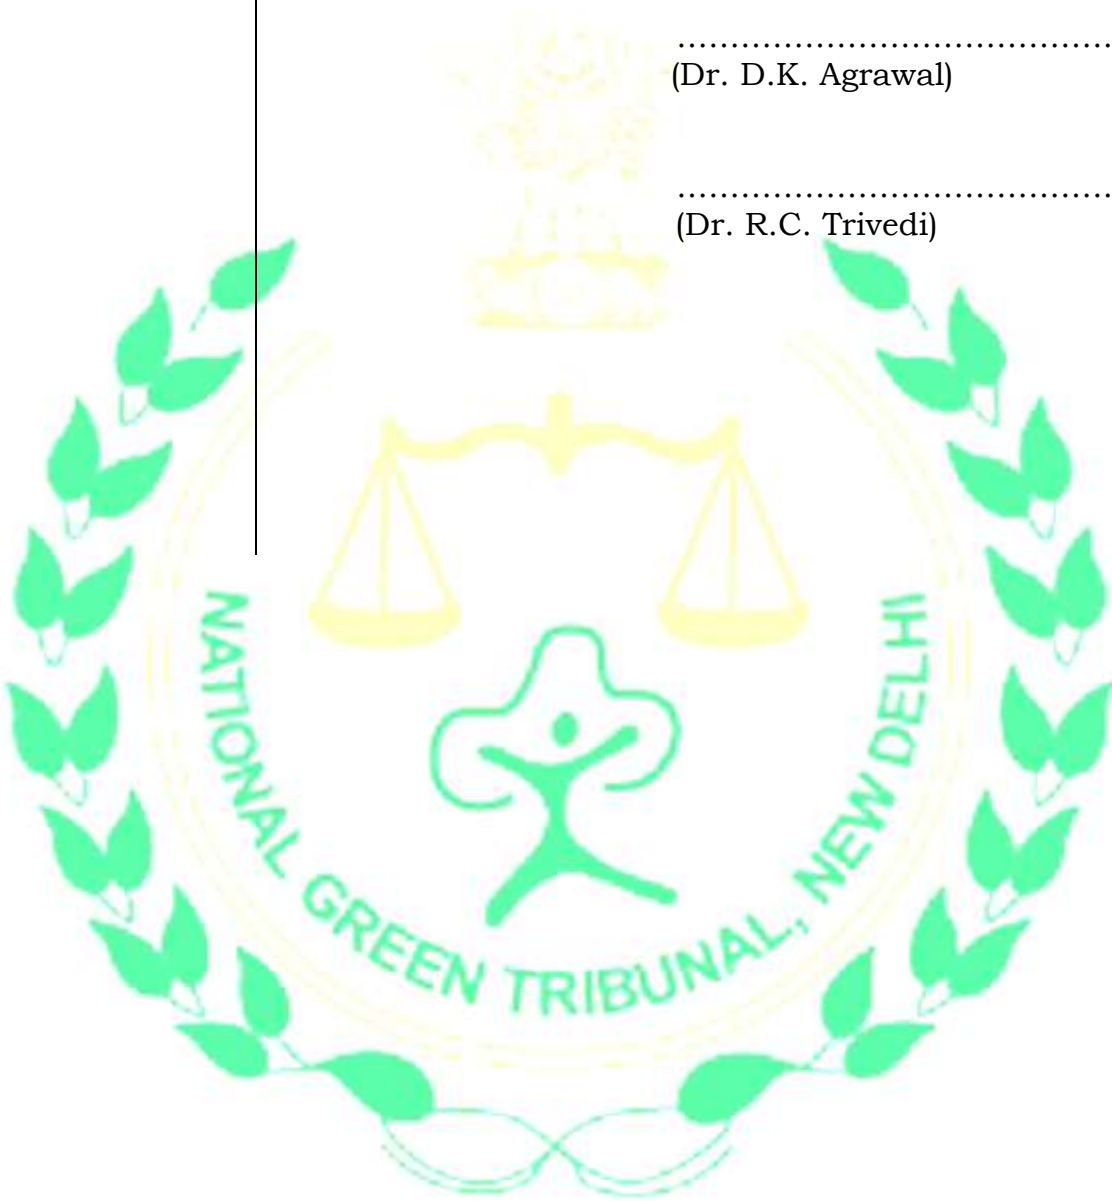 …………………………………
(Dr. D.K. Agrawal)
…………………………………
(Dr. R.C. Trivedi)
NATIONAL GREEN TRIBUNAL, NEW DELHI